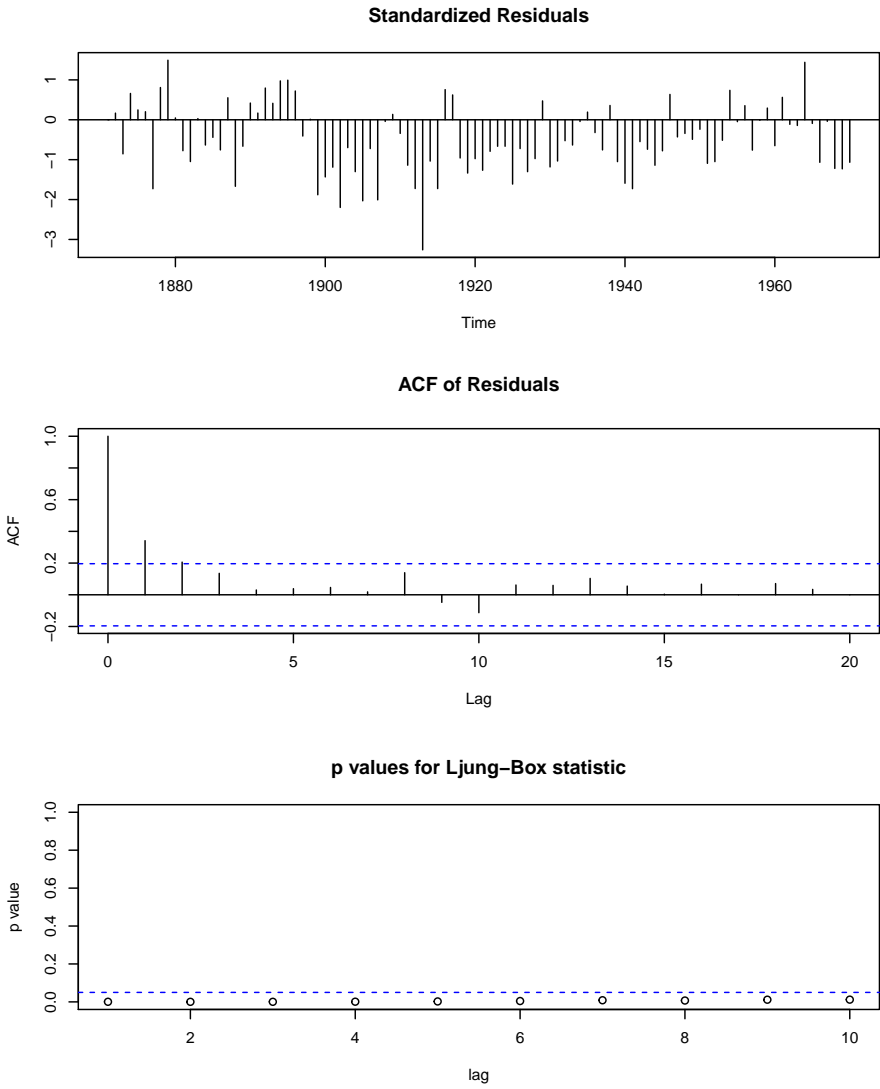 Standardized Residuals
1
0
−1
−2
−3
1880 1900 1920 1940 1960
Time
ACF of Residuals
ACF
1.0
0.6
0.2
−0.2
0 5 10 15 20
Lag
p values for Ljung−Box statistic
p value
1.0
0.8
0.6
0.4
0.2
0.0
2 4 6 8 10
lag